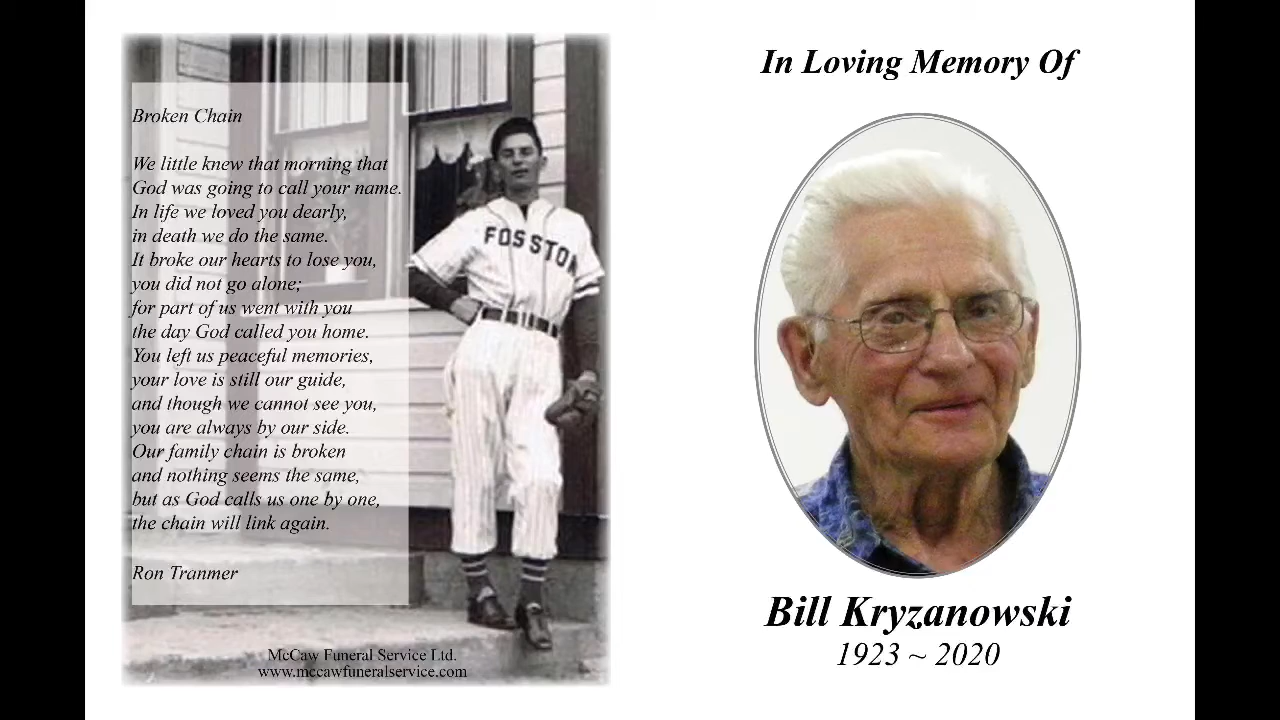 Broken Chain
We little knew that morning that
God was going to call your name.
In life we loved you dearly,
in death we do the same.
It broke our hearts to lose you,
you did not go alone;
for part of us went with you
the day God called you home.
You left us peaceful memories,
your love is still our guide,
and though we cannot see you,
you are always by our side.
Our family chain is broken
and nothing seems the same,
but as God calls us one by one,
the chain will link again.
Ron Tranmer
FOSSTON
McCaw Funeral Service Ltd.
www.mccawfuneralservice.com
In Loving Memory Of
Bill Kryzanowski
1923 ~ 2020